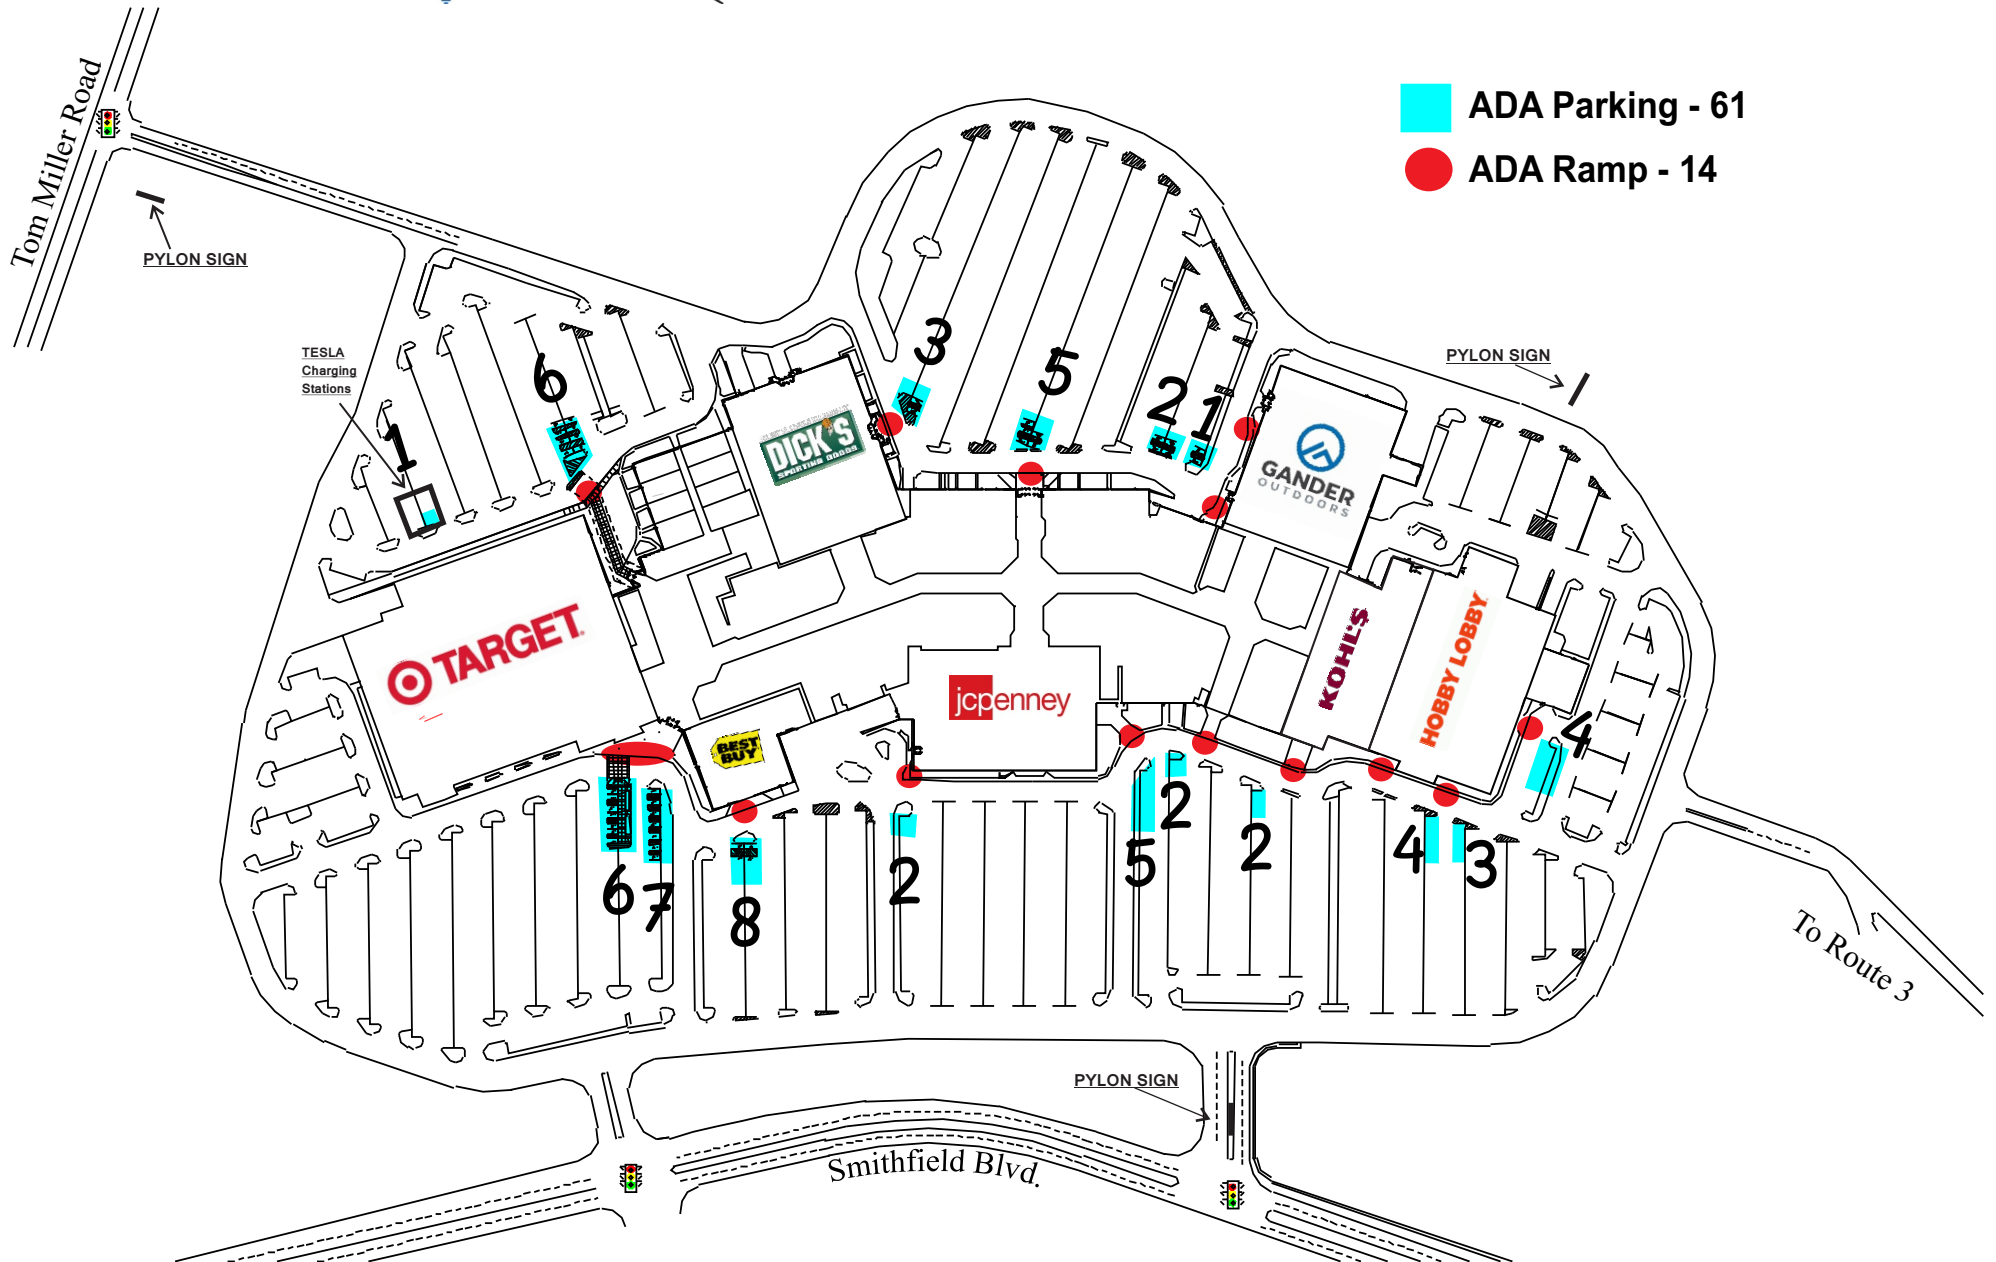 ADA Parking - 61
ADA Ramp - 14
Tom Miller Road
PYLON SIGN
TESLA
Charging
Stations
PYLON SIGN
6
3
5
2
1
1
DICK'S
SPORTING GOODS
GANDER
OUTDOORS
TARGET
KOHL'S
HOBBY LOBBY
jcpenney
BEST
BUY
4
2
2
5
4
3
6
7
8
2
To Route 3
PYLON SIGN
Smithfield Blvd.